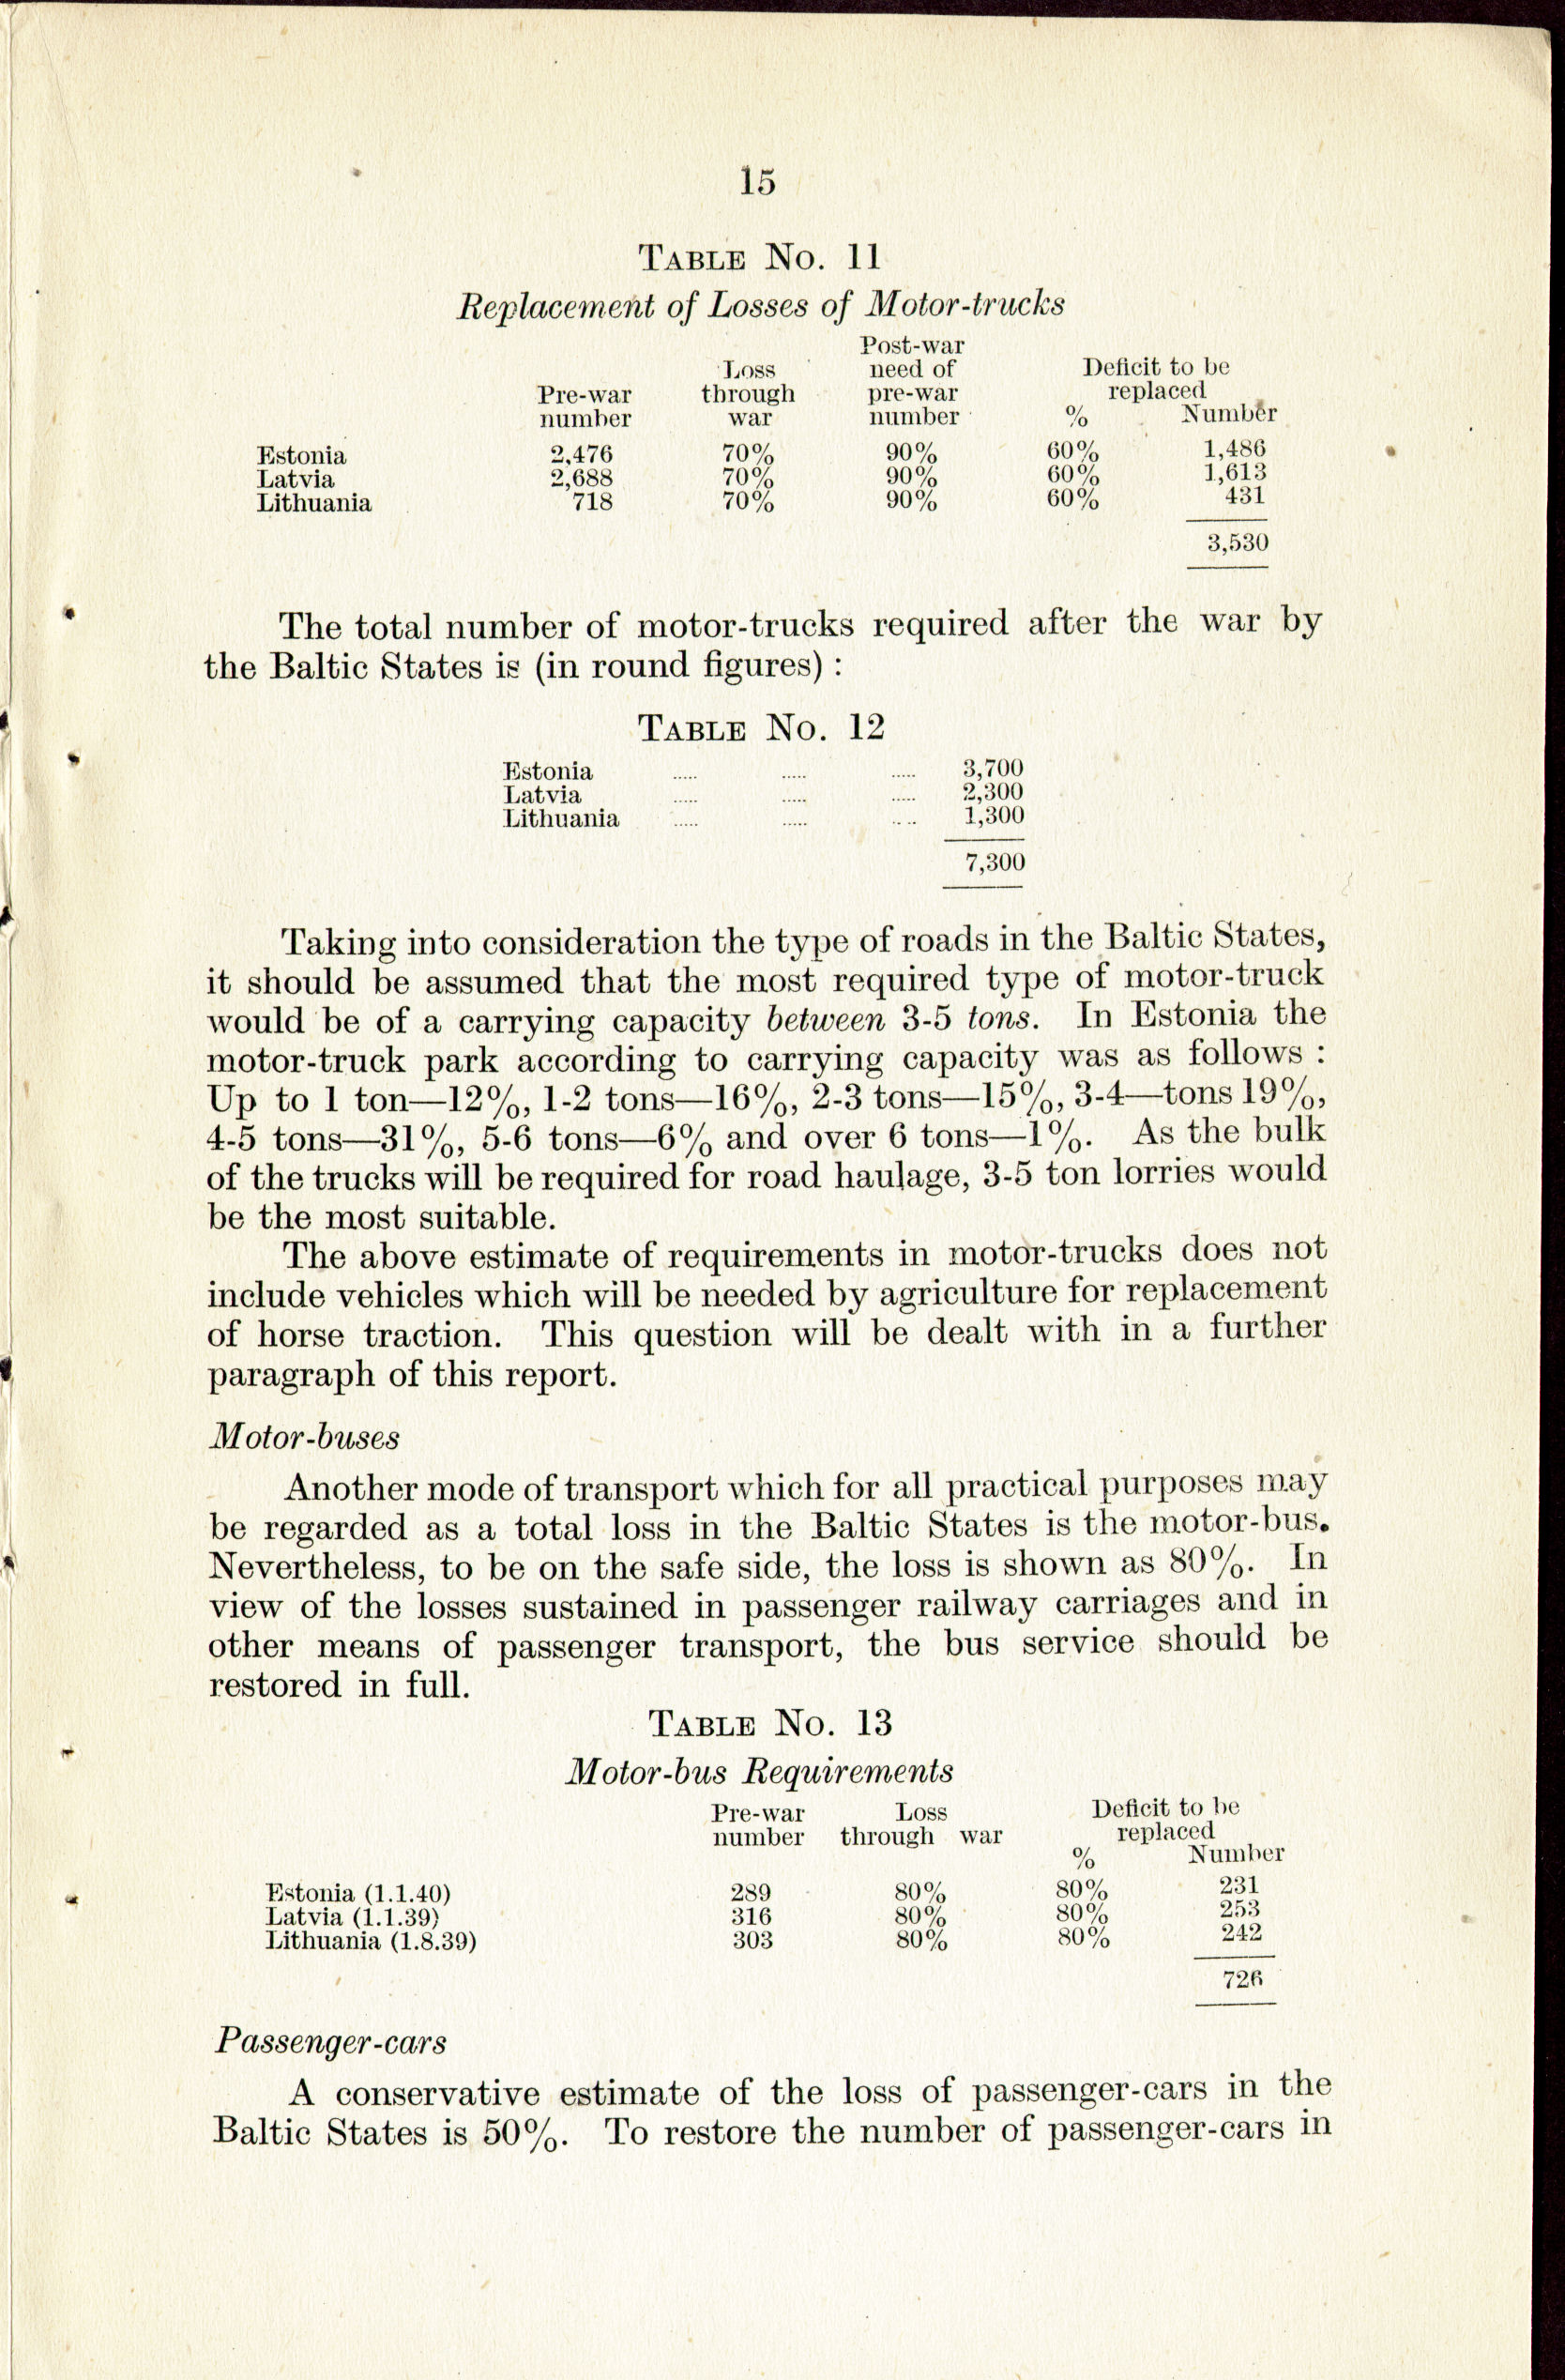 15
TABLE No. 11
Replacement of Losses of Motor-trucks
Post-war
Loss need of Deficit to be
Pre-war through pre-war replaced
number war number % Number
Estonia 2,476 70% 90% 60% 1,486
Latvia 2,688 70% 90% 60% 1,613
Lithuania 718 70% 90% 60% 431
3,530
The total number of motor-trucks required after the war by
the Baltic States is (in round figures) :
TABLE No. 12
Estonia ..... ..... ..... 3,700
Latvia ..... ..... ..... 2,300
Lithuania ..... ..... ..... 1,300
7,300
Taking into consideration the type of roads in the Baltic States,
it should be assumed that the most required type of motor-truck
would be of a carrying capacity between 3-5 tons. In Estonia the
motor-truck park according to carrying capacity was as follows :
Up to 1 ton—12%, 1-2 tons—16%, 2-3 tons—15%, 3-4—tons 19%,
4-5 tons—31%, 5-6 tons—6% and over 6 tons—1%. As the bulk
of the trucks will be required for road haulage, 3-5 ton lorries would
be the most suitable.
The above estimate of requirements in motor-trucks does not
include vehicles which will be needed by agriculture for replacement
of horse traction. This question will be dealt with in a further
paragraph of this report.
Motor-buses
Another mode of transport which for all practical purposes may
be regarded as a total loss in the Baltic States is the motor-bus.
Nevertheless, to be on the safe side, the loss is shown as 80%. In
view of the losses sustained in passenger railway carriages and in
other means of passenger transport, the bus service should be
restored in full.
TABLE No. 13
Motor-bus Requirements
Pre-war Loss Deficit to be
number through war replaced
% Number
Estonia (1.1.40) 289 80% 80% 231
Latvia (1.1.39) 316 80% 80% 253
Lithuania (1.8.39) 303 80% 80% 242
726
Passenger-cars
A conservative estimate of the loss of passenger-cars in the
Baltic States is 50%. To restore the number of passenger-cars in